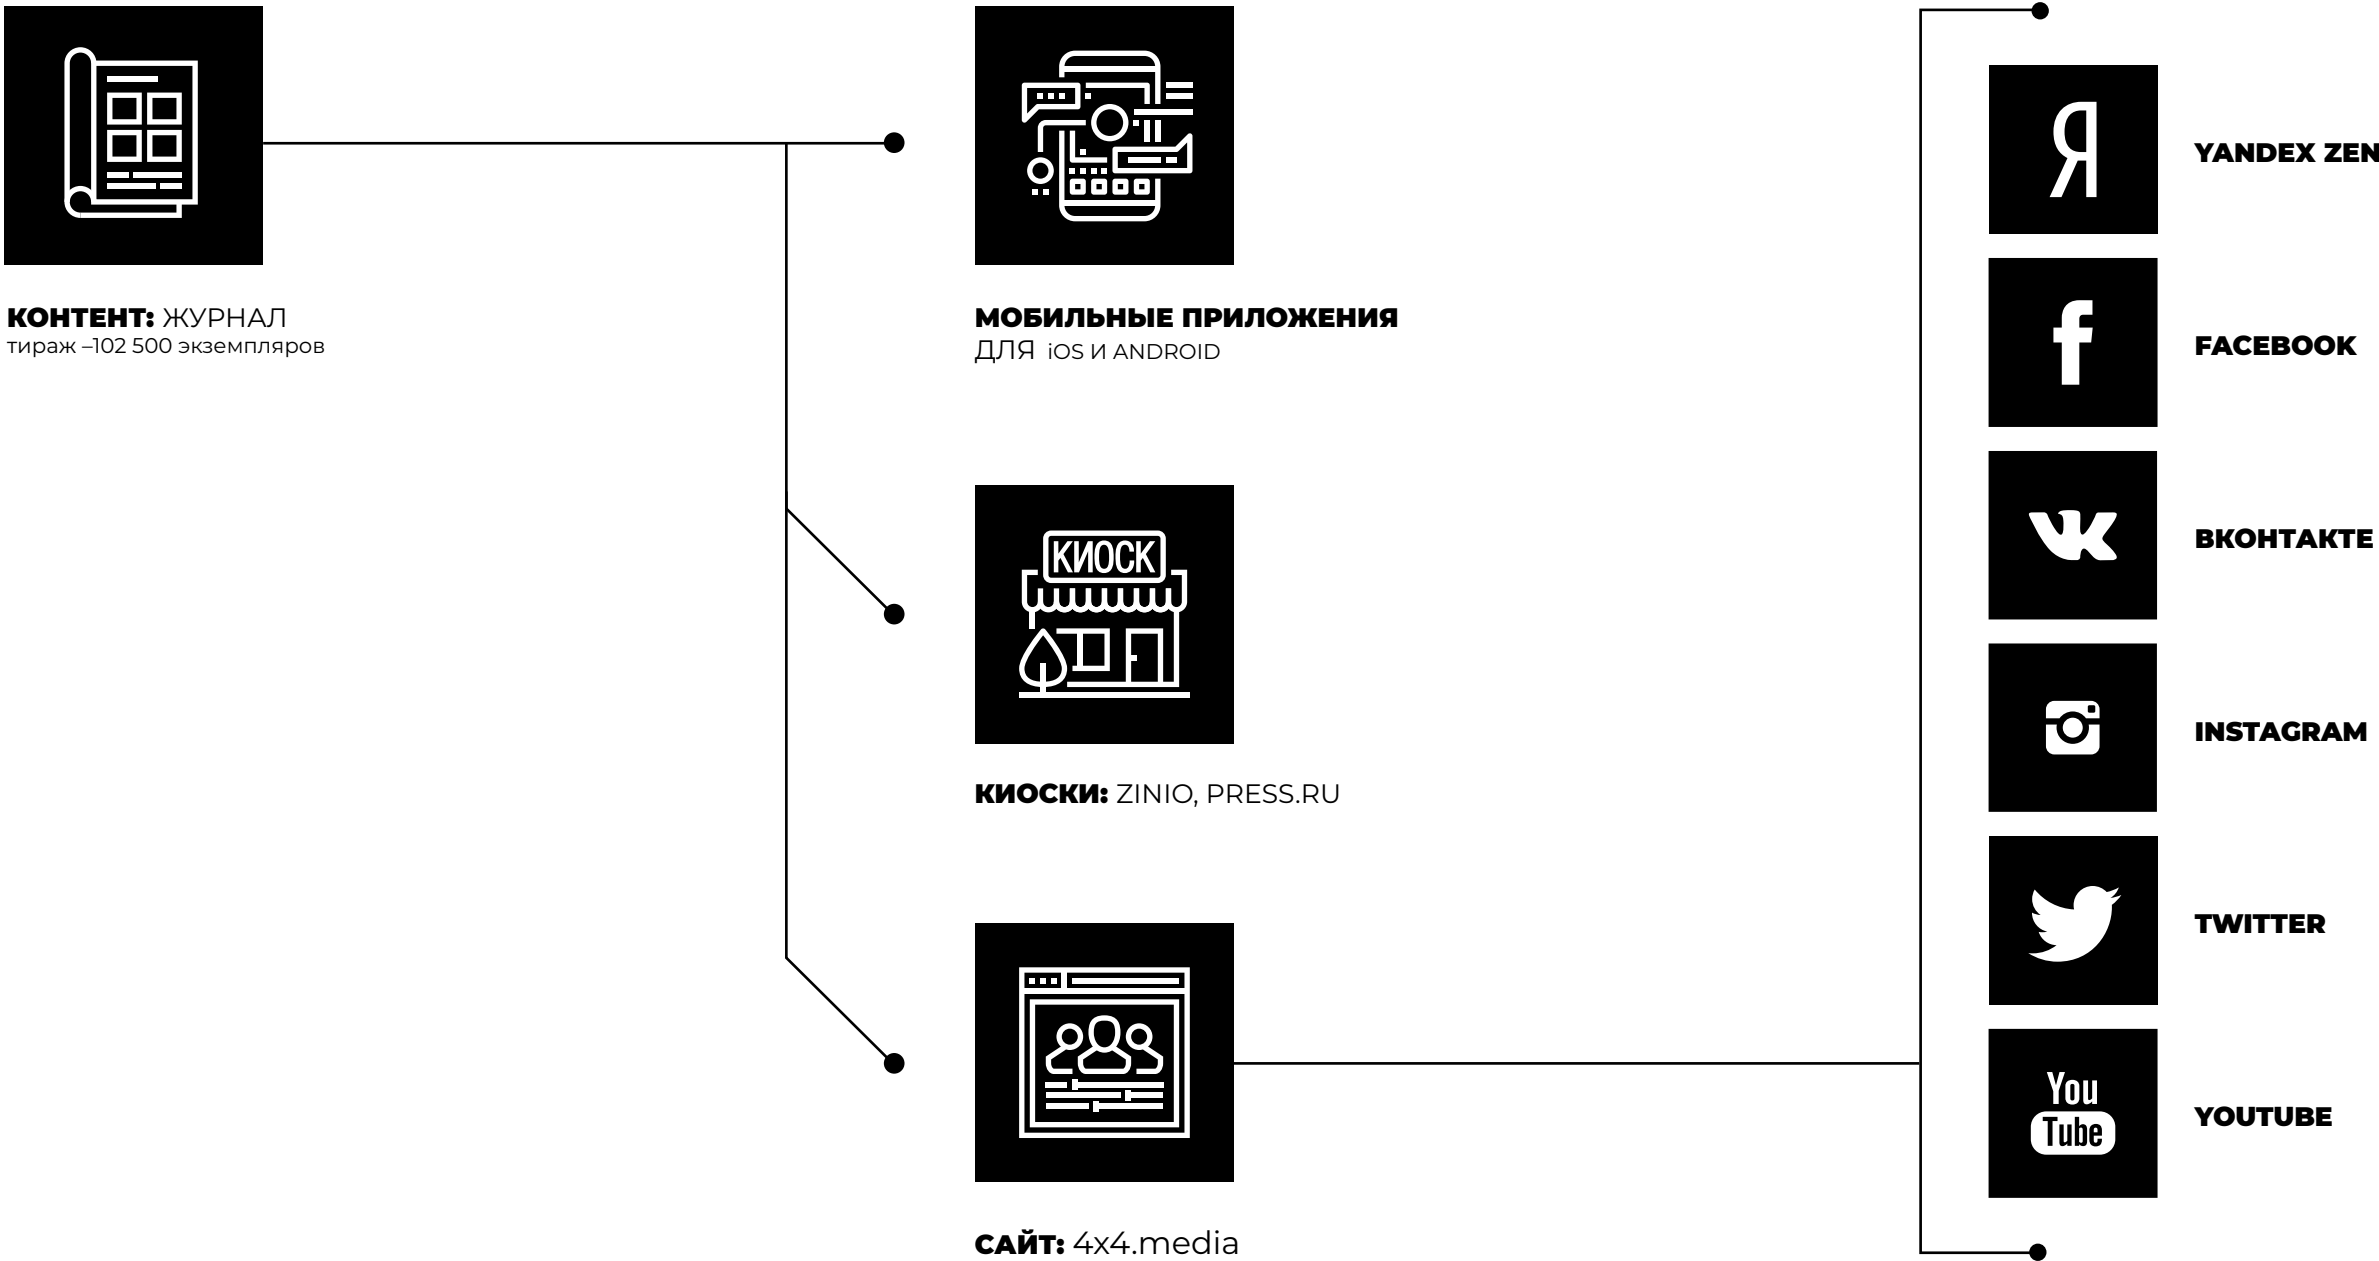 КОНТЕНТ: ЖУРНАЛ
тираж –102 500 экземпляров
МОБИЛЬНЫЕ ПРИЛОЖЕНИЯ
ДЛЯ iOS И ANDROID
КИОСК
КИОСКИ: ZINIO, PRESS.RU
САЙТ: 4x4.media
Я
YANDEX ZEN
f
FACEBOOK
VK
ВКОНТАКТЕ
INSTAGRAM
TWITTER
You
Tube
YOUTUBE